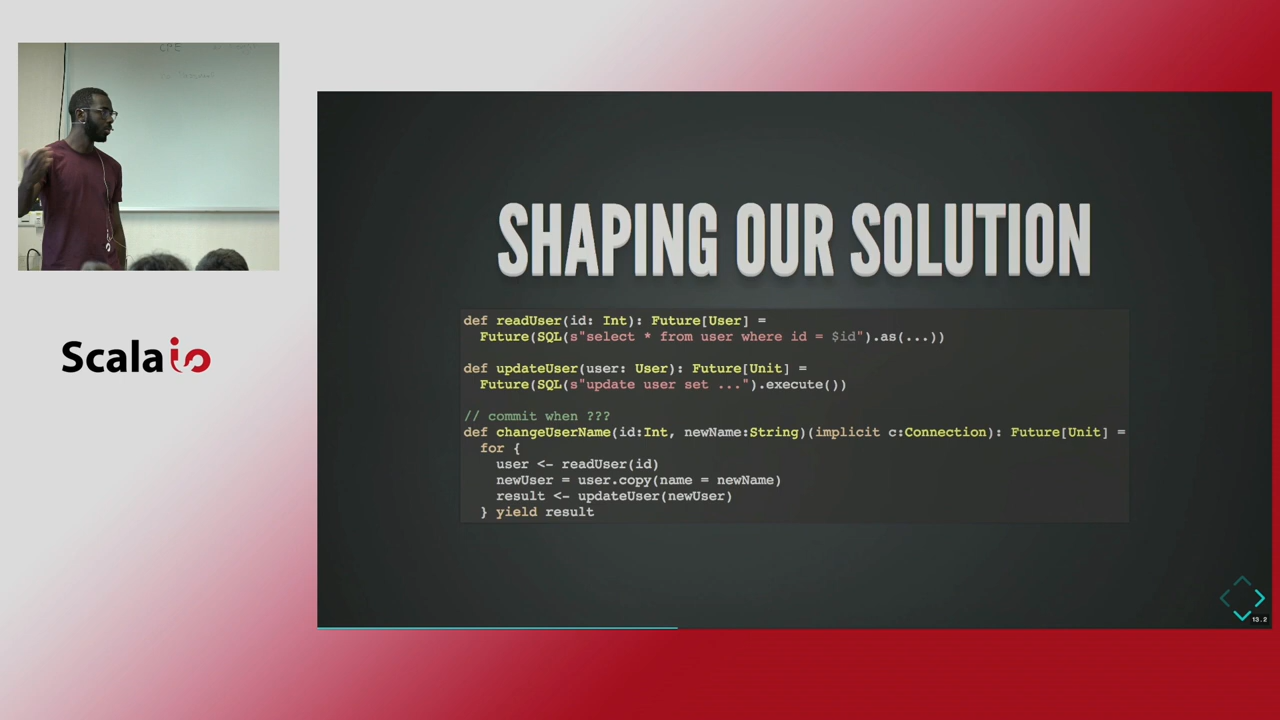 CPE
Scala io
SHAPING OUR SOLUTION
def readUser(id: Int): Future[User] =
  Future(SQL(s"select * from user where id = $id").as(...))
def updateUser(user: User): Future[Unit] =
  Future(SQL(s"update user set ...").execute())
// commit when ???
def changeUserName(id:Int, newName:String)(implicit c:Connection): Future[Unit] =
  for {
    user <- readUser(id)
    newUser = user.copy(name = newName)
    result <- updateUser(newUser)
  } yield result
13.2